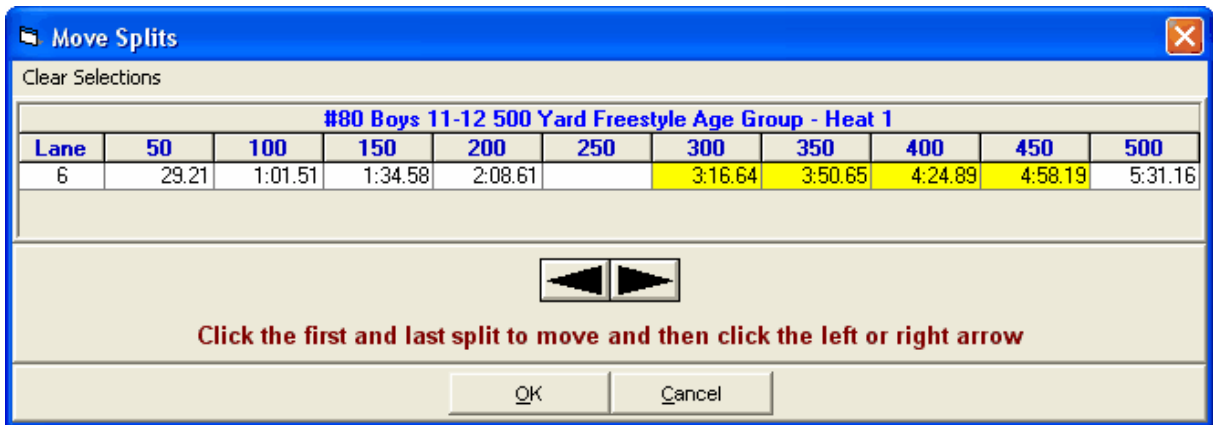 Move Splits
Clear Selections
#80 Boys 11-12 500 Yard Freestyle Age Group - Heat 1
Lane 50 100 150 200 250 300 350 400 450 500
6 29.21 1:01.51 1:34.58 2:08.61 3:16.64 3:50.65 4:24.89 4:58.19 5:31.16
Click the first and last split to move and then click the left or right arrow
OK Cancel